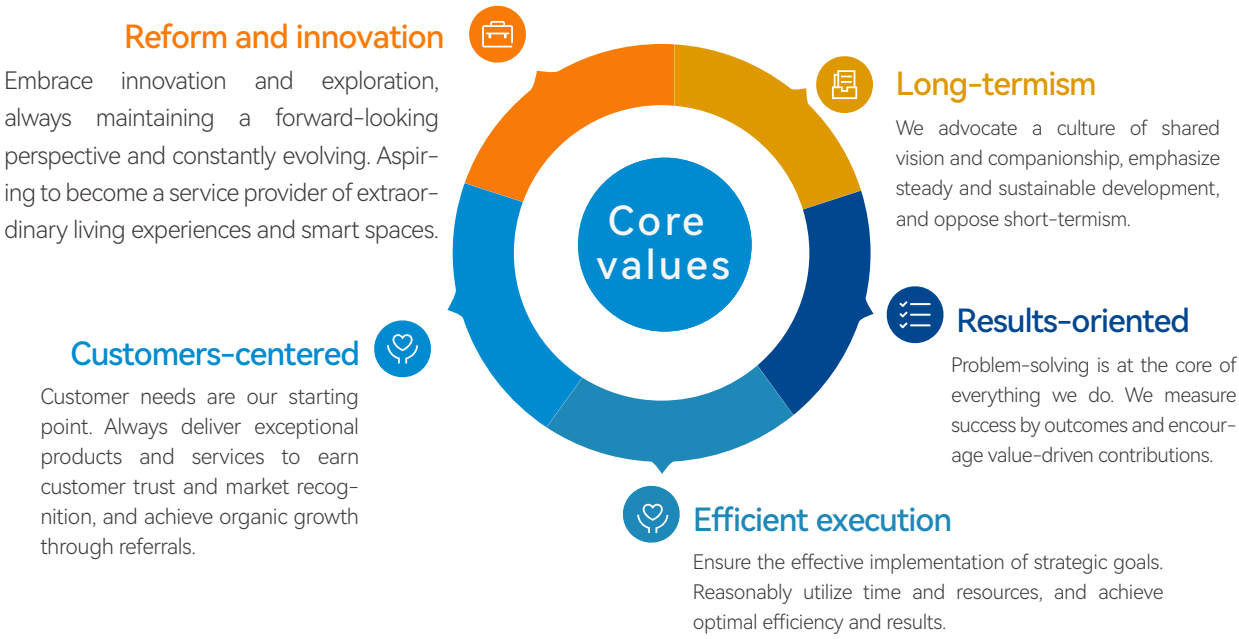 Reform and innovation
Embrace innovation and exploration,
always maintaining a forward-looking
perspective and constantly evolving. Aspir-
ing to become a service provider of extraor-
dinary living experiences and smart spaces.
Long-termism
We advocate a culture of shared
vision and companionship, emphasize
steady and sustainable development,
and oppose short-termism.
Core
values
Results-oriented
Problem-solving is at the core of
everything we do. We measure
success by outcomes and encour-
age value-driven contributions.
Customers-centered
Customer needs are our starting
point. Always deliver exceptional
products and services to earn
customer trust and market recog-
nition, and achieve organic growth
through referrals.
Efficient execution
Ensure the effective implementation of strategic goals.
Reasonably utilize time and resources, and achieve
optimal efficiency and results.